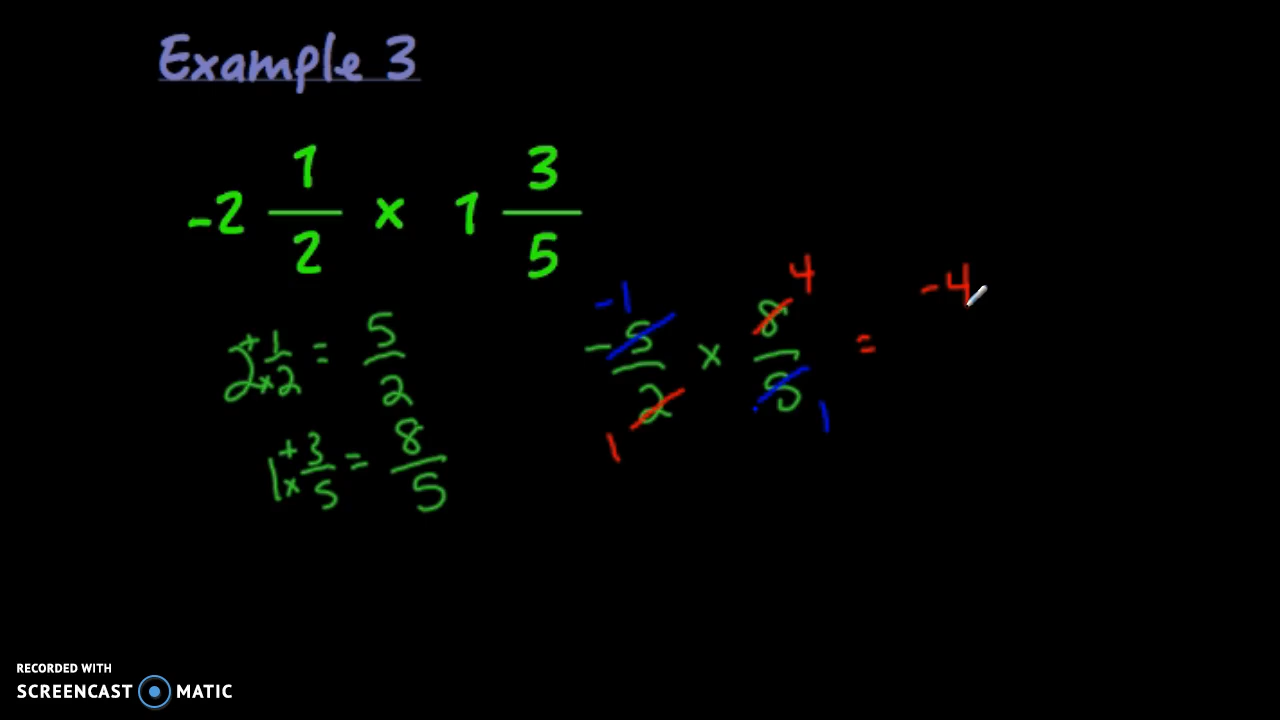 Example 3
-2 1/2 x 1 3/5
2 + 1/2 x = 5/2
1 + 3/5 x = 8/5
-1 4
-5/2 x 8/5 = -4
1 1
RECORDED WITH
SCREENCAST MATIC